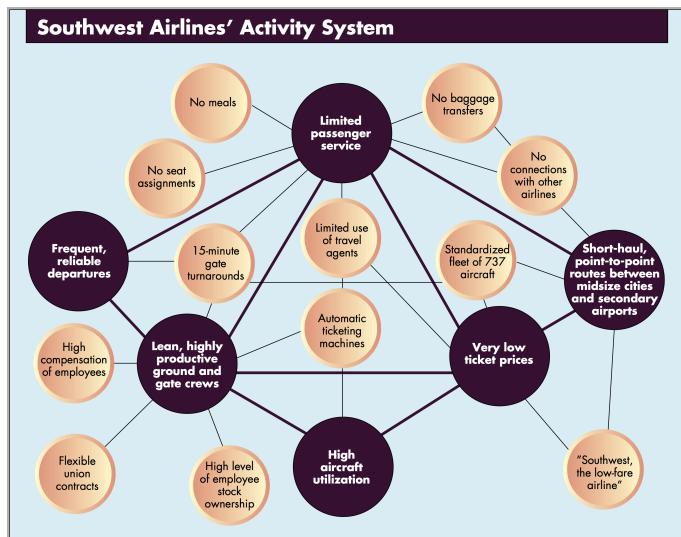 Southwest Airlines’ Activity System
No meals
Limited
passenger
service
No baggage
transfers
No seat
assignments
No
connections
with other
airlines
Frequent,
reliable
departures
15-minute
gate
turnarounds
Limited use
of travel
agents
Standardized
fleet of 737
aircraft
Short-haul,
point-to-point
routes between
midsize cities
and secondary
airports
High
compensation
of employees
Lean, highly
productive
ground and
gate crews
Automatic
ticketing
machines
Very low
ticket prices
Flexible
union
contracts
High level
of employee
stock
ownership
High
aircraft
utilization
"Southwest,
the low-fare
airline"